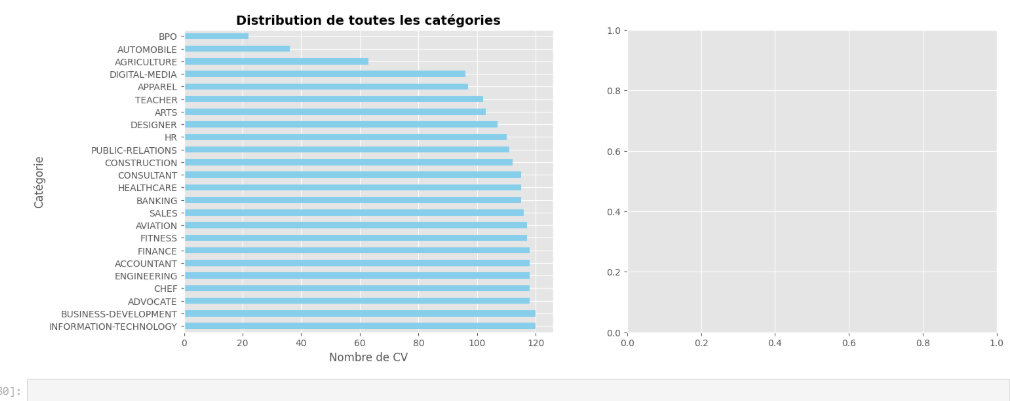 Distribution de toutes les catégories
Catégorie
BPO
AUTOMOBILE
AGRICULTURE
DIGITAL-MEDIA
APPAREL
TEACHER
ARTS
DESIGNER
HR
PUBLIC-RELATIONS
CONSTRUCTION
CONSULTANT
HEALTHCARE
BANKING
SALES
AVIATION
FITNESS
FINANCE
ACCOUNTANT
ENGINEERING
CHEF
ADVOCATE
BUSINESS-DEVELOPMENT
INFORMATION-TECHNOLOGY
0 20 40 60 80 100 120
Nombre de CV
1.0
0.8
0.6
0.4
0.2
0.0
0.0 0.2 0.4 0.6 0.8 1.0
0]: